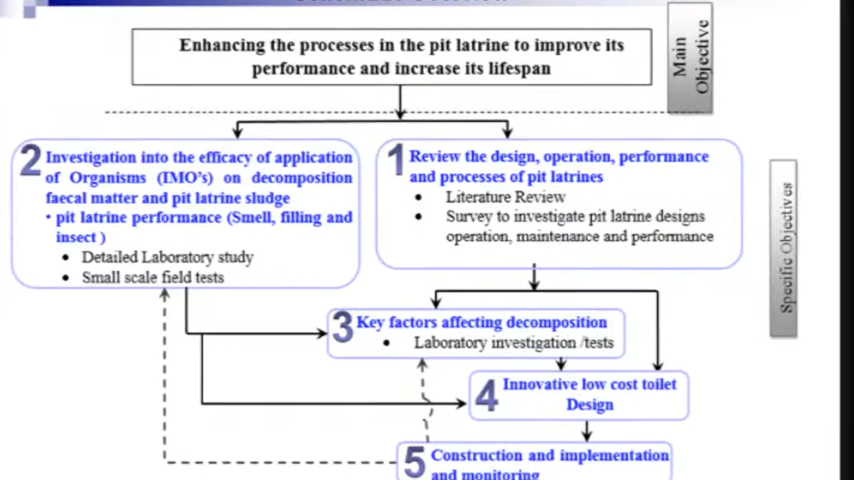 Enhancing the processes in the pit latrine to improve its
performance and increase its lifespan
Main
Objective
2 Investigation into the efficacy of application
of Organisms (IMO's) on decomposition
faecal matter and pit latrine sludge
• pit latrine performance (Smell, filling and
insect )
• Detailed Laboratory study
• Small scale field tests
1 Review the design, operation, performance
and processes of pit latrines
• Literature Review
• Survey to investigate pit latrine designs
operation, maintenance and performance
Specific Objectives
3 Key factors affecting decomposition
• Laboratory investigation /tests
4 Innovative low cost toilet
Design
5 Construction and implementation
and monitoring